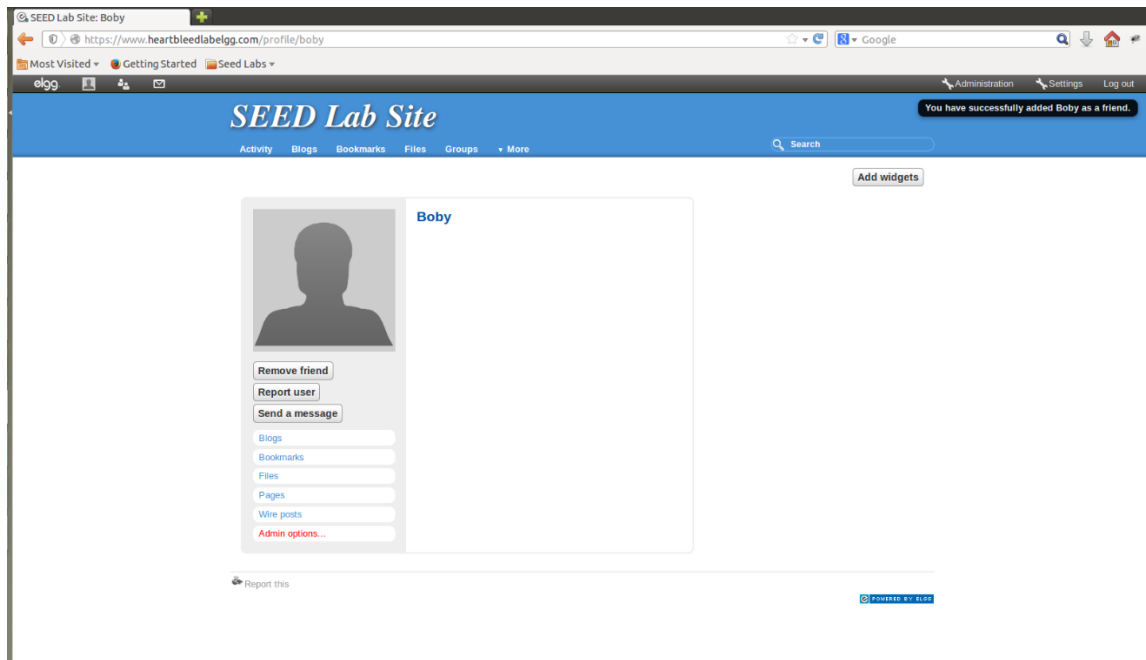 SEED Lab Site: Boby
https://www.heartbleedlabelgg.com/profile/boby
Google
Most Visited Getting Started Seed Labs
elgg. Administration Settings Log out
SEED Lab Site
You have successfully added Boby as a friend.
Activity Blogs Bookmarks Files Groups More Search
Add widgets
Boby
Remove friend
Report user
Send a message
Blogs
Bookmarks
Files
Pages
Wire posts
Admin options...
Report this
POWERED BY ELGG